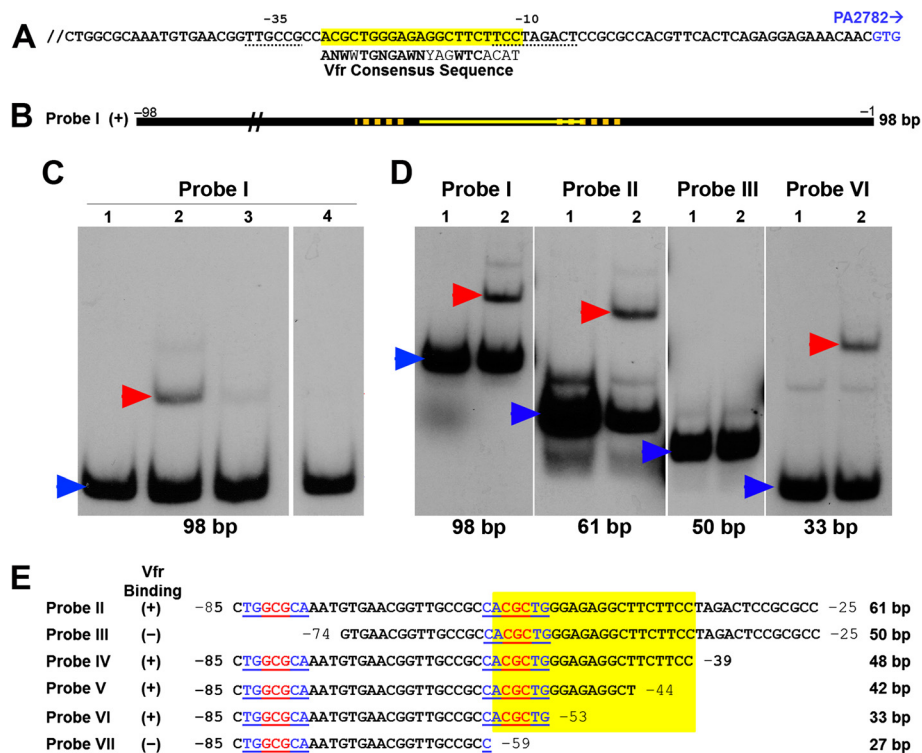 −35 −10 PA2782→
A //CTGGCGCAAATGTGAACGGTTGCCGCCACGCTGGGAGAGGCTTCTTCCTAGACTCCGCGCCACGTTCACTCAGAGGAGAAACAACGTG
ANWWTGNGAWNYAGWTCACAT
Vfr Consensus Sequence
B Probe I (+) −98 // −1 98 bp
C Probe I
1 2 3 4
98 bp
D Probe I Probe II Probe III Probe VI
1 2 1 2 1 2 1 2
98 bp 61 bp 50 bp 33 bp
E Vfr
Binding
Probe II (+) −85 CTGGCGCAAATGTGAACGGTTGCCGCCACGCTGGGAGAGGCTTCTTCCTAGACTCCGCGCC −25 61 bp
Probe III (−) −74 GTGAACGGTTGCCGCCACGCTGGGAGAGGCTTCTTCCTAGACTCCGCGCC −25 50 bp
Probe IV (+) −85 CTGGCGCAAATGTGAACGGTTGCCGCCACGCTGGGAGAGGCTTCTTCC −39 48 bp
Probe V (+) −85 CTGGCGCAAATGTGAACGGTTGCCGCCACGCTGGGAGAGGCT −44 42 bp
Probe VI (+) −85 CTGGCGCAAATGTGAACGGTTGCCGCCACGCTG −53 33 bp
Probe VII (−) −85 CTGGCGCAAATGTGAACGGTTGCCGCC −59 27 bp